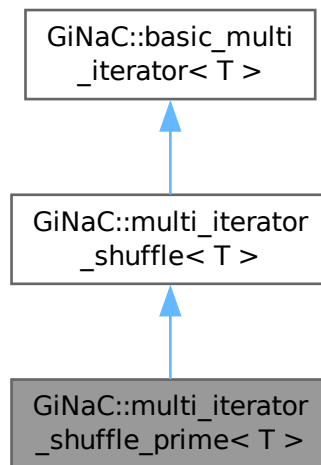 GiNaC::basic_multi
_iterator< T >
GiNaC::multi_iterator
_shuffle< T >
GiNaC::multi_iterator
_shuffle_prime< T >